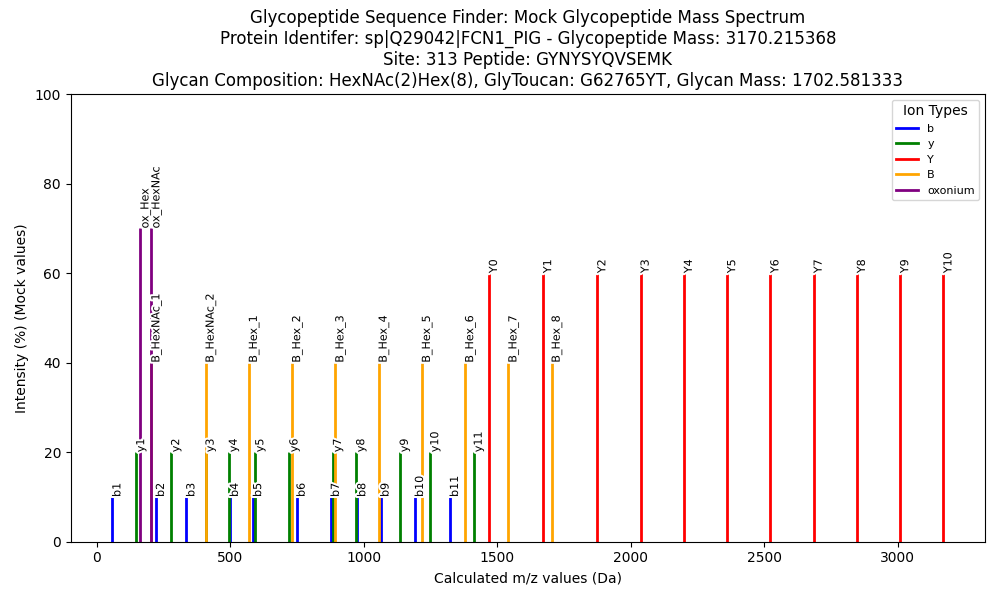 Glycopeptide Sequence Finder: Mock Glycopeptide Mass Spectrum
Protein Identifer: sp|Q29042|FCN1_PIG - Glycopeptide Mass: 3170.215368
Site: 313 Peptide: GYNYSYQVSEMK
Glycan Composition: HexNAc(2)Hex(8), GlyToucan: G62765YT, Glycan Mass: 1702.581333
Intensity (%) (Mock values)
100
80
60
40
20
0
Ion Types
b
y
Y
B
oxonium
ox_Hex
ox_HexNAc
Y0
Y1
Y2
Y3
Y4
Y5
Y6
Y7
Y8
Y9
Y10
B_HexNAc_1
B_HexNAc_2
B_Hex_1
B_Hex_2
B_Hex_3
B_Hex_4
B_Hex_5
B_Hex_6
B_Hex_7
B_Hex_8
y1
y2
y3
y4
y5
y6
y7
y8
y9
y10
y11
b1
b2
b3
b4
b5
b6
b7
b8
b9
b10
b11
0
500
1000
1500
2000
2500
3000
Calculated m/z values (Da)